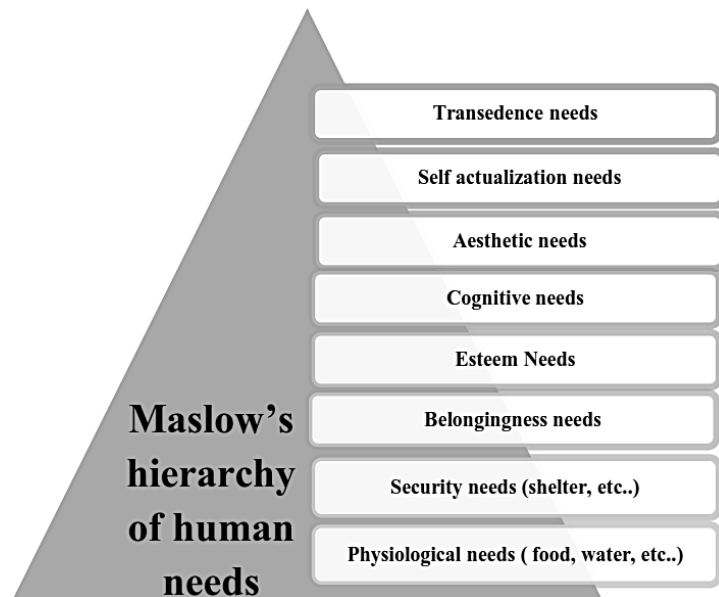 Transedence needs
Self actualization needs
Aesthetic needs
Cognitive needs
Esteem Needs
Belongingness needs
Security needs (shelter, etc..)
Physiological needs ( food, water, etc..)
Maslow’s
hierarchy
of human
needs